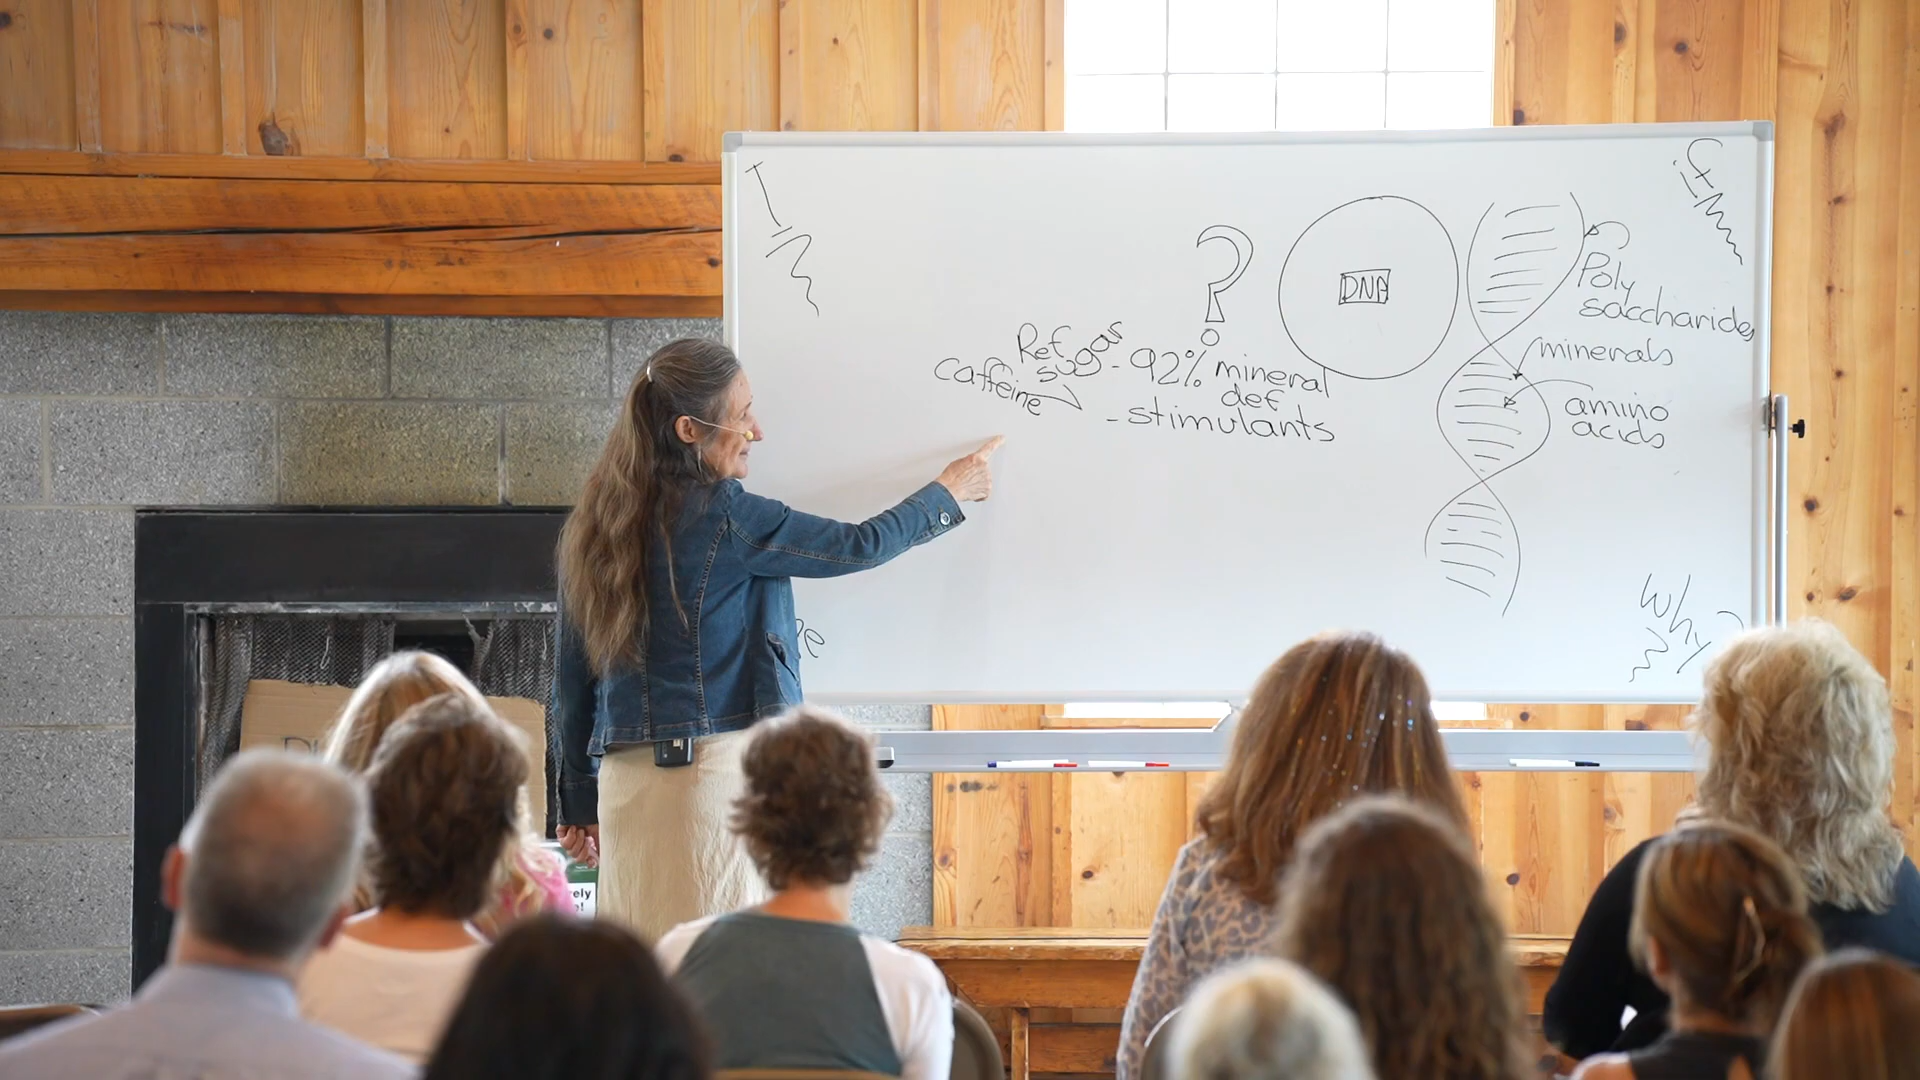 DNA
Poly
saccharides
minerals
amino
acids
Ref
sugar
caffeine
- 92% mineral
def
- stimulants
?
Why?